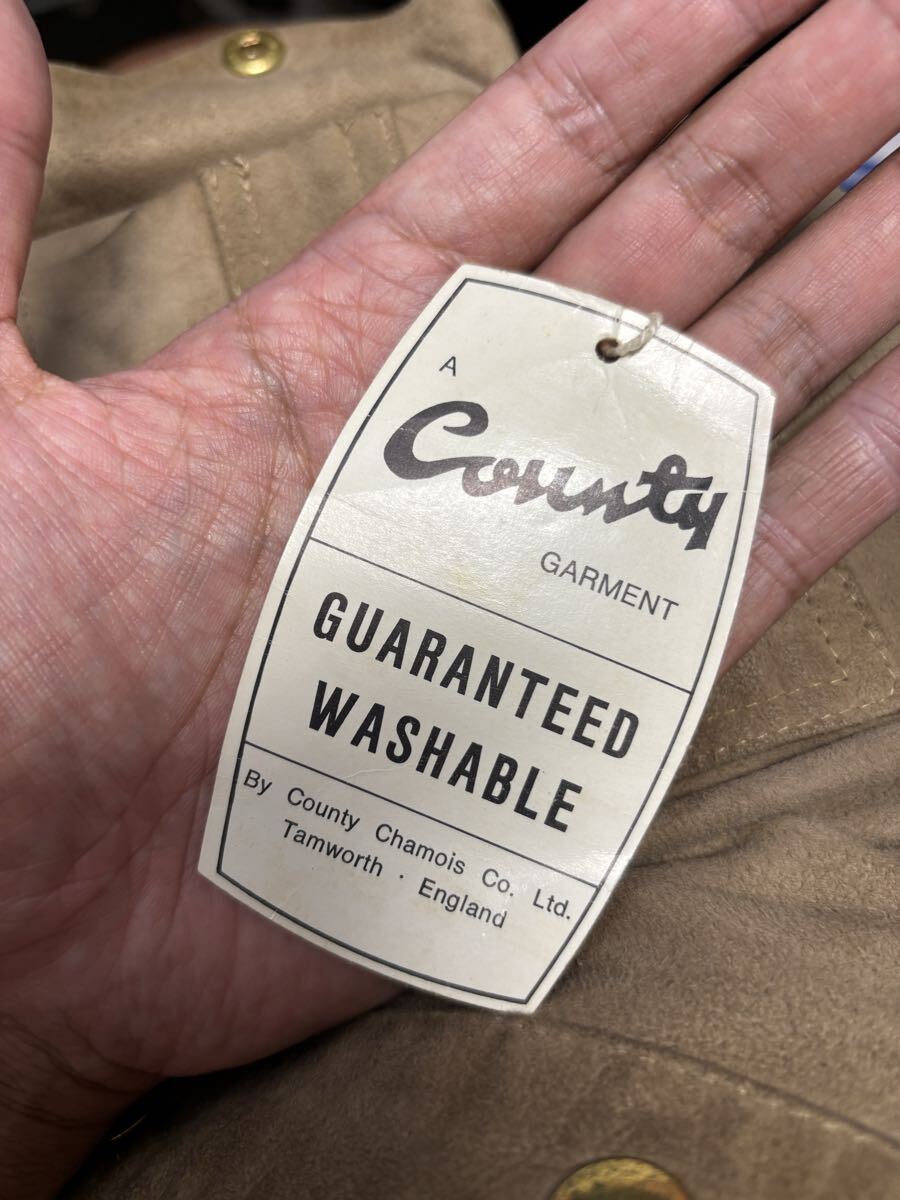 A
County
GARMENT
GUARANTEED
WASHABLE
By County Chamois Co. Ltd.
Tamworth · England